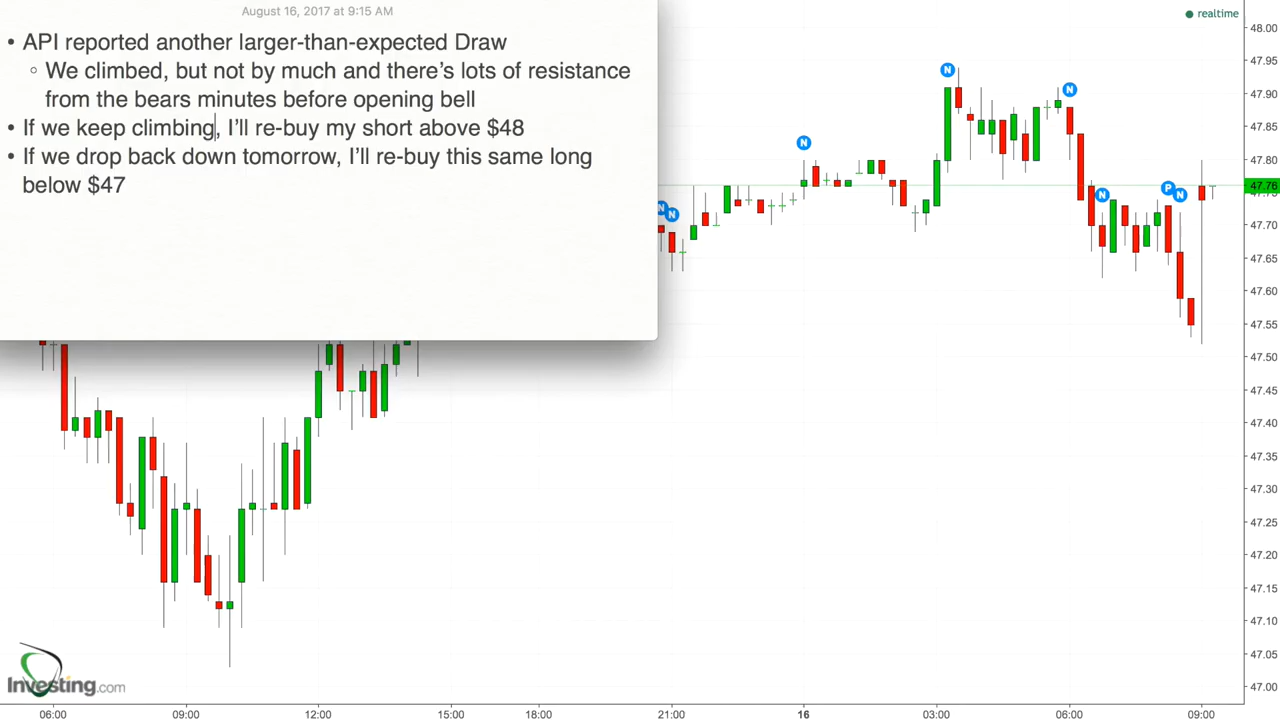 August 16, 2017 at 9:15 AM
• API reported another larger-than-expected Draw
◦ We climbed, but not by much and there’s lots of resistance
from the bears minutes before opening bell
• If we keep climbing, I’ll re-buy my short above $48
• If we drop back down tomorrow, I’ll re-buy this same long
below $47
realtime
48.00
47.95
47.90
47.85
47.80
47.76
47.70
47.65
47.60
47.55
47.50
47.45
47.40
47.35
47.30
47.25
47.20
47.15
47.10
47.05
47.00
N
N
N
N
N
N
P
N
Investing.com
06:00 09:00 12:00 15:00 18:00 21:00 16 03:00 06:00 09:00